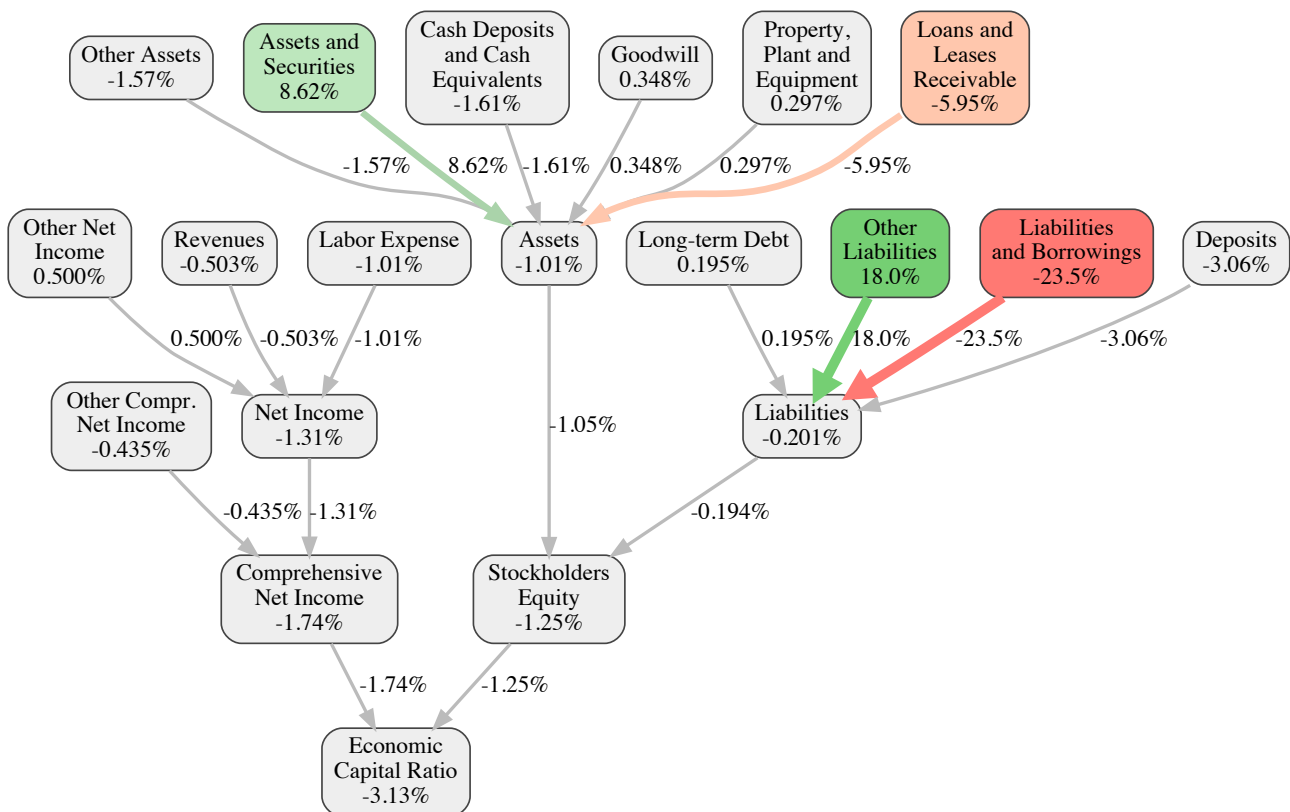 Other Assets
-1.57%
Assets and
Securities
8.62%
Cash Deposits
and Cash
Equivalents
-1.61%
Goodwill
0.348%
Property,
Plant and
Equipment
0.297%
Loans and
Leases
Receivable
-5.95%
-1.57%
8.62%
-1.61%
0.348%
0.297%
-5.95%
Other Net
Income
0.500%
Revenues
-0.503%
Labor Expense
-1.01%
Assets
-1.01%
Long-term Debt
0.195%
Other
Liabilities
18.0%
Liabilities
and Borrowings
-23.5%
Deposits
-3.06%
0.500%
-0.503%
-1.01%
0.195%
18.0%
-23.5%
-3.06%
Other Compr.
Net Income
-0.435%
Net Income
-1.31%
-1.05%
Liabilities
-0.201%
-0.435%
-1.31%
-0.194%
Comprehensive
Net Income
-1.74%
Stockholders
Equity
-1.25%
-1.74%
-1.25%
Economic
Capital Ratio
-3.13%